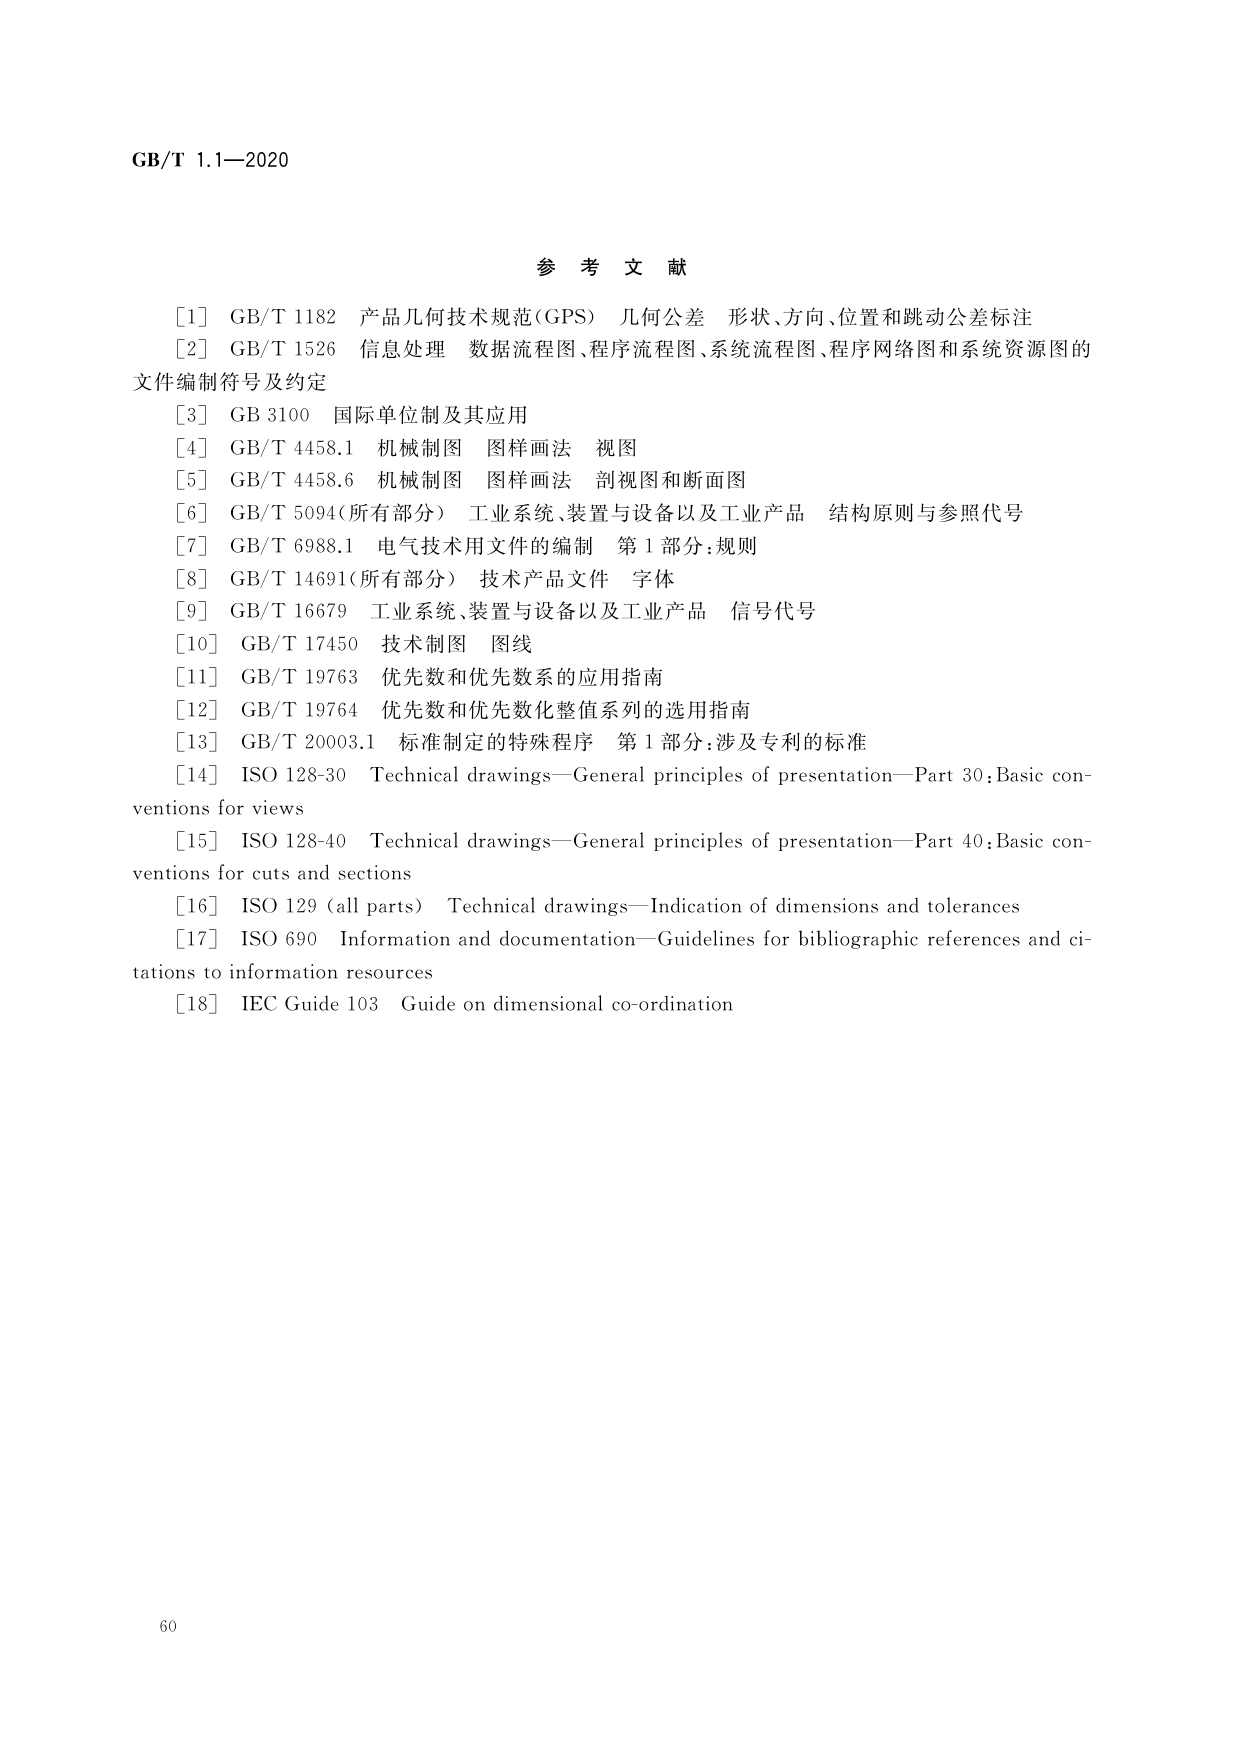 GB/T 1.1—2020
参 考 文 献
[1] GB/T 1182 产品几何技术规范(GPS) 几何公差 形状、方向、位置和跳动公差标注
[2] GB/T 1526 信息处理 数据流程图、程序流程图、系统流程图、程序网络图和系统资源图的
文件编制符号及约定
[3] GB 3100 国际单位制及其应用
[4] GB/T 4458.1 机械制图 图样画法 视图
[5] GB/T 4458.6 机械制图 图样画法 剖视图和断面图
[6] GB/T 5094(所有部分) 工业系统、装置与设备以及工业产品 结构原则与参照代号
[7] GB/T 6988.1 电气技术用文件的编制 第1部分:规则
[8] GB/T 14691(所有部分) 技术产品文件 字体
[9] GB/T 16679 工业系统、装置与设备以及工业产品 信号代号
[10] GB/T 17450 技术制图 图线
[11] GB/T 19763 优先数和优先数系的应用指南
[12] GB/T 19764 优先数和优先数化整值系列的选用指南
[13] GB/T 20003.1 标准制定的特殊程序 第1部分:涉及专利的标准
[14] ISO 128-30 Technical drawings—General principles of presentation—Part 30:Basic con-
ventions for views
[15] ISO 128-40 Technical drawings—General principles of presentation—Part 40:Basic con-
ventions for cuts and sections
[16] ISO 129 (all parts) Technical drawings—Indication of dimensions and tolerances
[17] ISO 690 Information and documentation—Guidelines for bibliographic references and ci-
tations to information resources
[18] IEC Guide 103 Guide on dimensional co-ordination
60